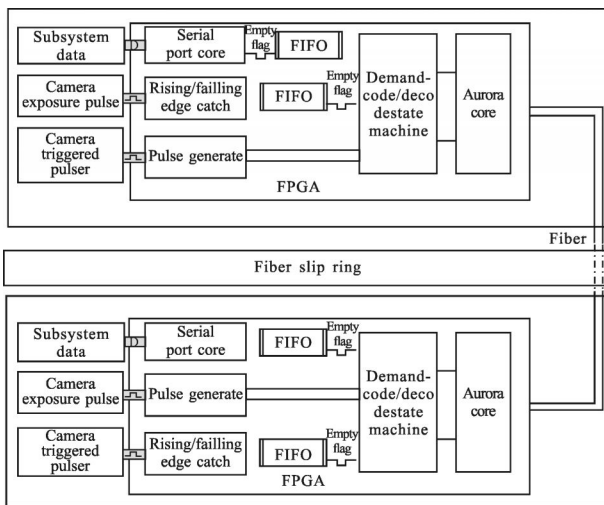 Subsystem
data
Serial
port core
Empty
flag
FIFO
Camera
exposure pulse
Rising/failling
edge catch
FIFO
Empty
flag
Demand-
code/deco
destate
machine
Aurora
core
Camera
triggered
pulser
Pulse generate
FPGA
Fiber
Fiber slip ring
Subsystem
data
Serial
port core
FIFO
Empty
flag
Camera
exposure pulse
Pulse generate
Demand-
code/deco
destate
machine
Aurora
core
Camera
triggered
pulser
Rising/failling
edge catch
FIFO
Empty
flag
FPGA